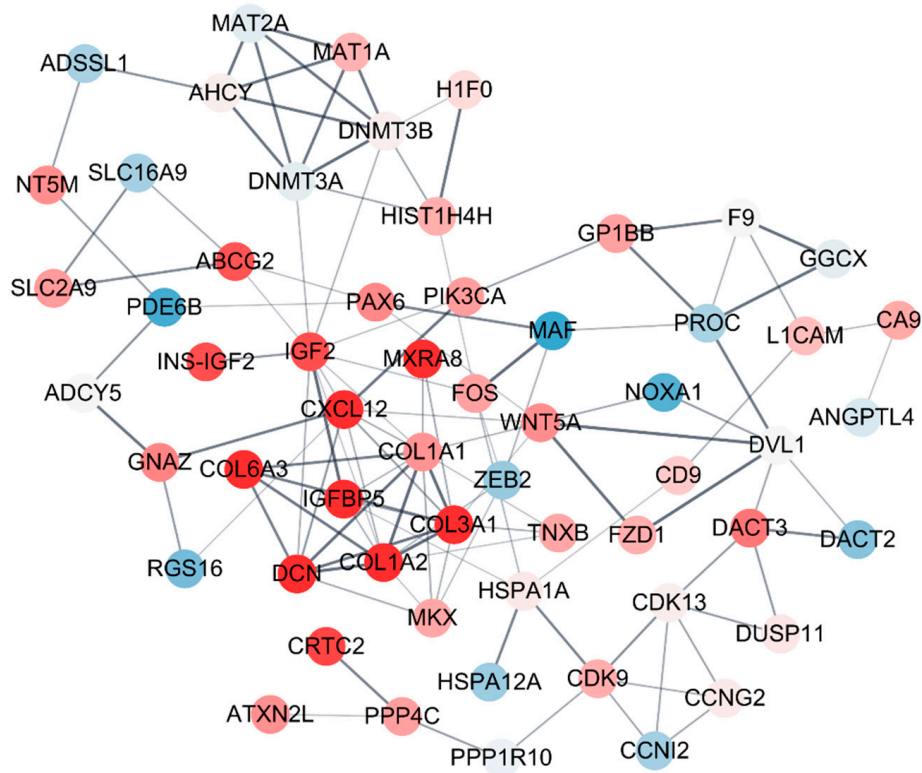 MAT2A
MAT1A
ADSSL1
AHCY
H1F0
DNMT3B
SLC16A9
DNMT3A
NT5M
HIST1H4H
GP1BB
F9
GGCX
ABCG2
SLC2A9
PDE6B
PAX6
PIK3CA
MAF
PROC
L1CAM
CA9
INS-IGF2
IGF2
MXRA8
ADCY5
FOS
NOXA1
ANGPTL4
CXCL12
WNT5A
DVL1
GNAZ
COL6A3
COL1A1
ZEB2
CD9
IGFBP5
COL3A1
TNXB
FZD1
DACT3
DACT2
RGS16
DCN
COL1A2
HSPA1A
CDK13
MKX
DUSP11
CRTC2
HSPA12A
CDK9
CCNG2
ATXN2L
PPP4C
PPP1R10
CCNI2